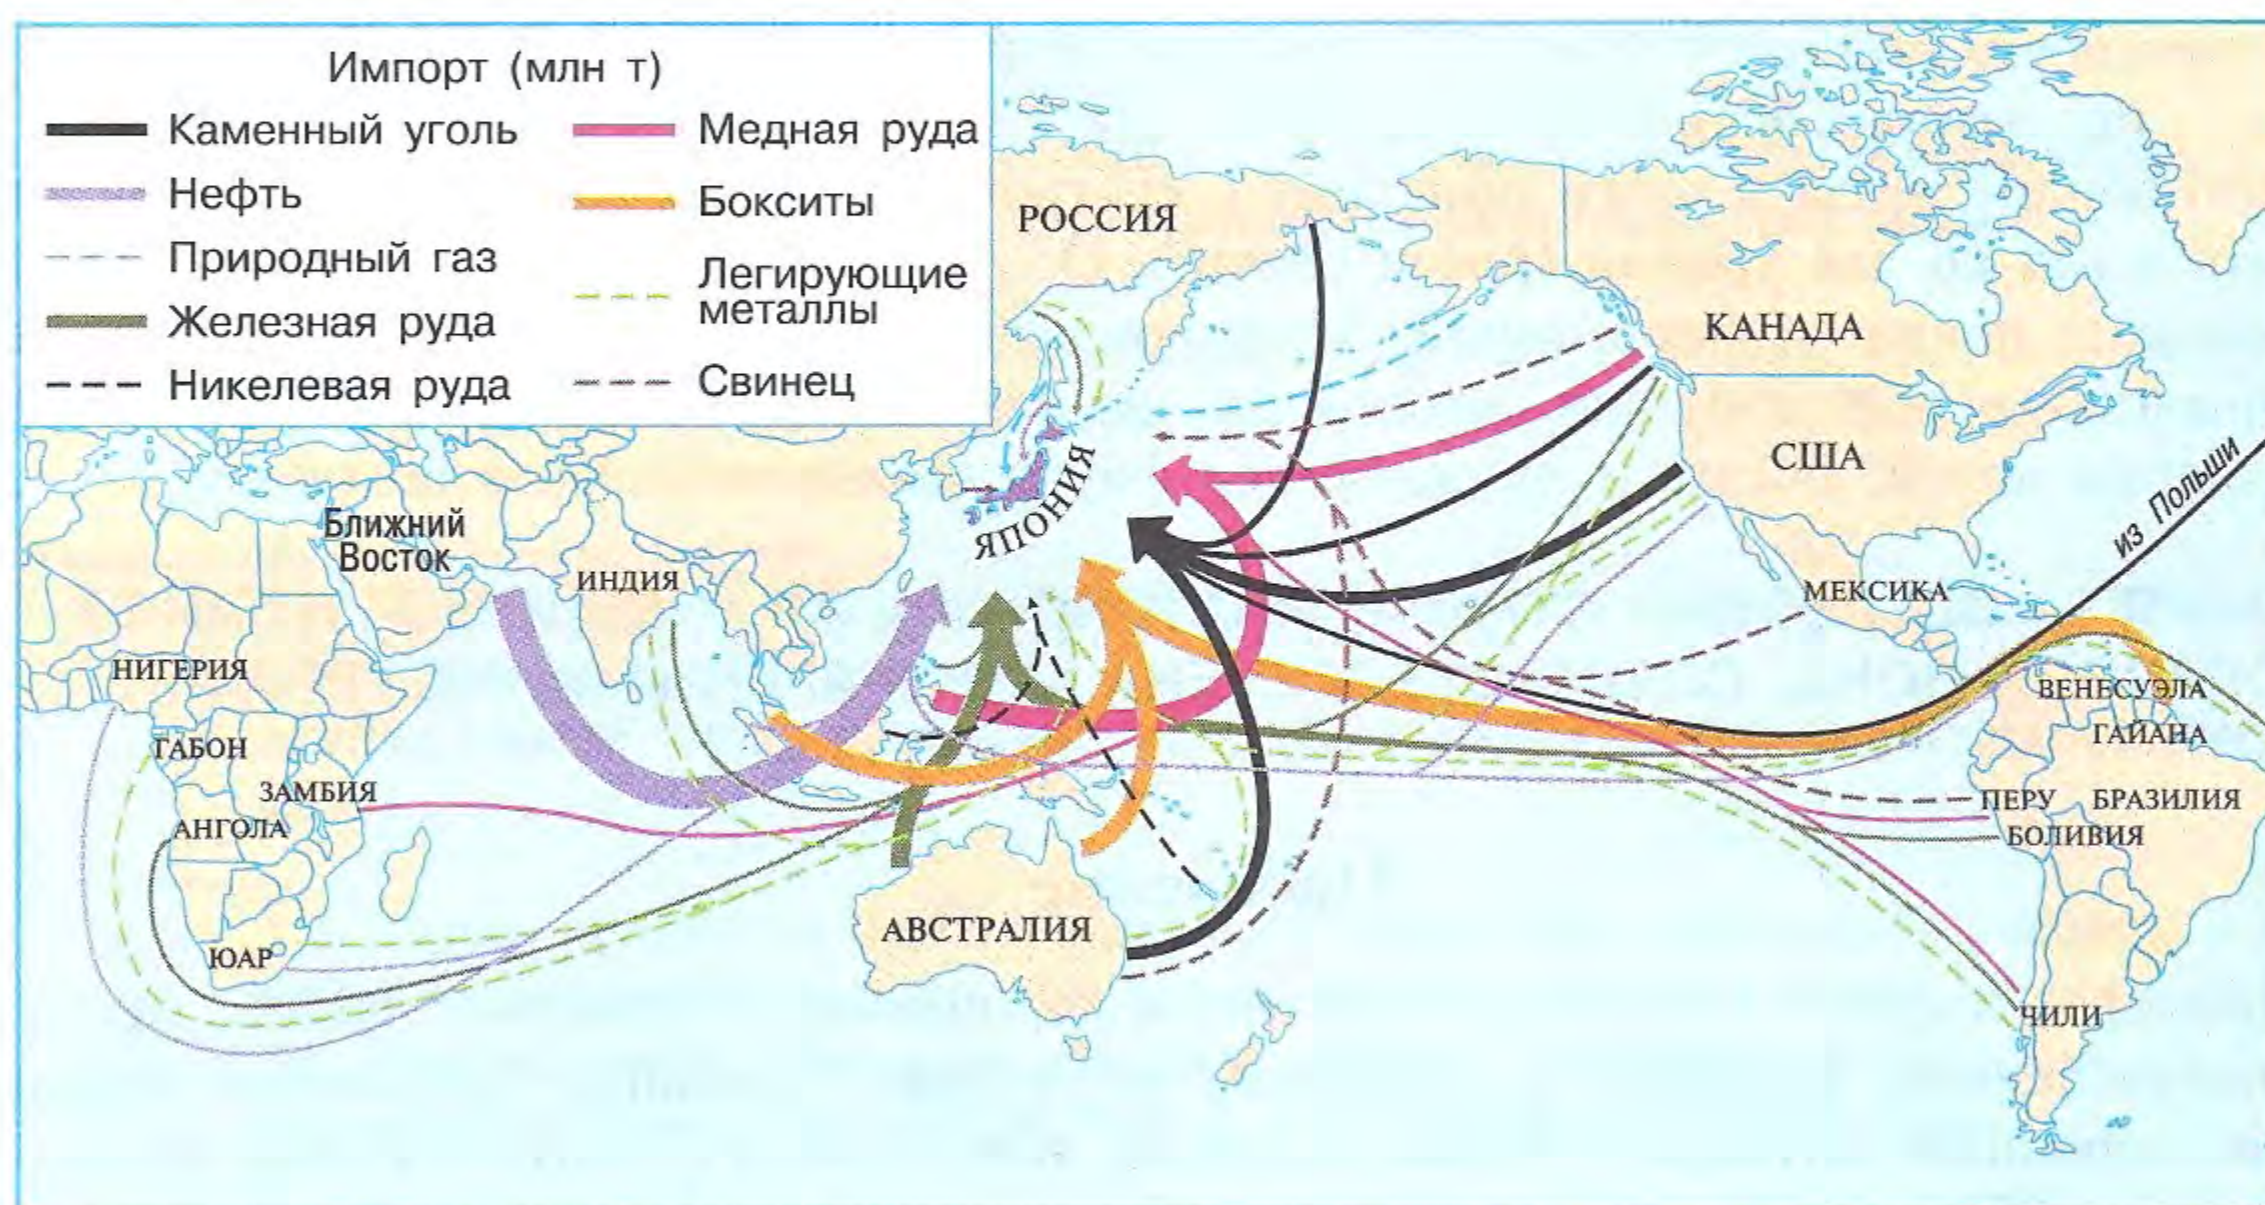 Импорт (млн т)
Каменный уголь
Нефть
Природный газ
Железная руда
Никелевая руда
Медная руда
Бокситы
Легирующие
металлы
Свинец
РОССИЯ
КАНАДА
США
МЕКСИКА
из Польши
ЯПОНИЯ
Ближний
Восток
ИНДИЯ
НИГЕРИЯ
ГАБОН
ЗАМБИЯ
АНГОЛА
ЮАР
АВСТРАЛИЯ
ВЕНЕСУЭЛА
ГАЙАНА
ПЕРУ
БРАЗИЛИЯ
БОЛИВИЯ
ЧИЛИ